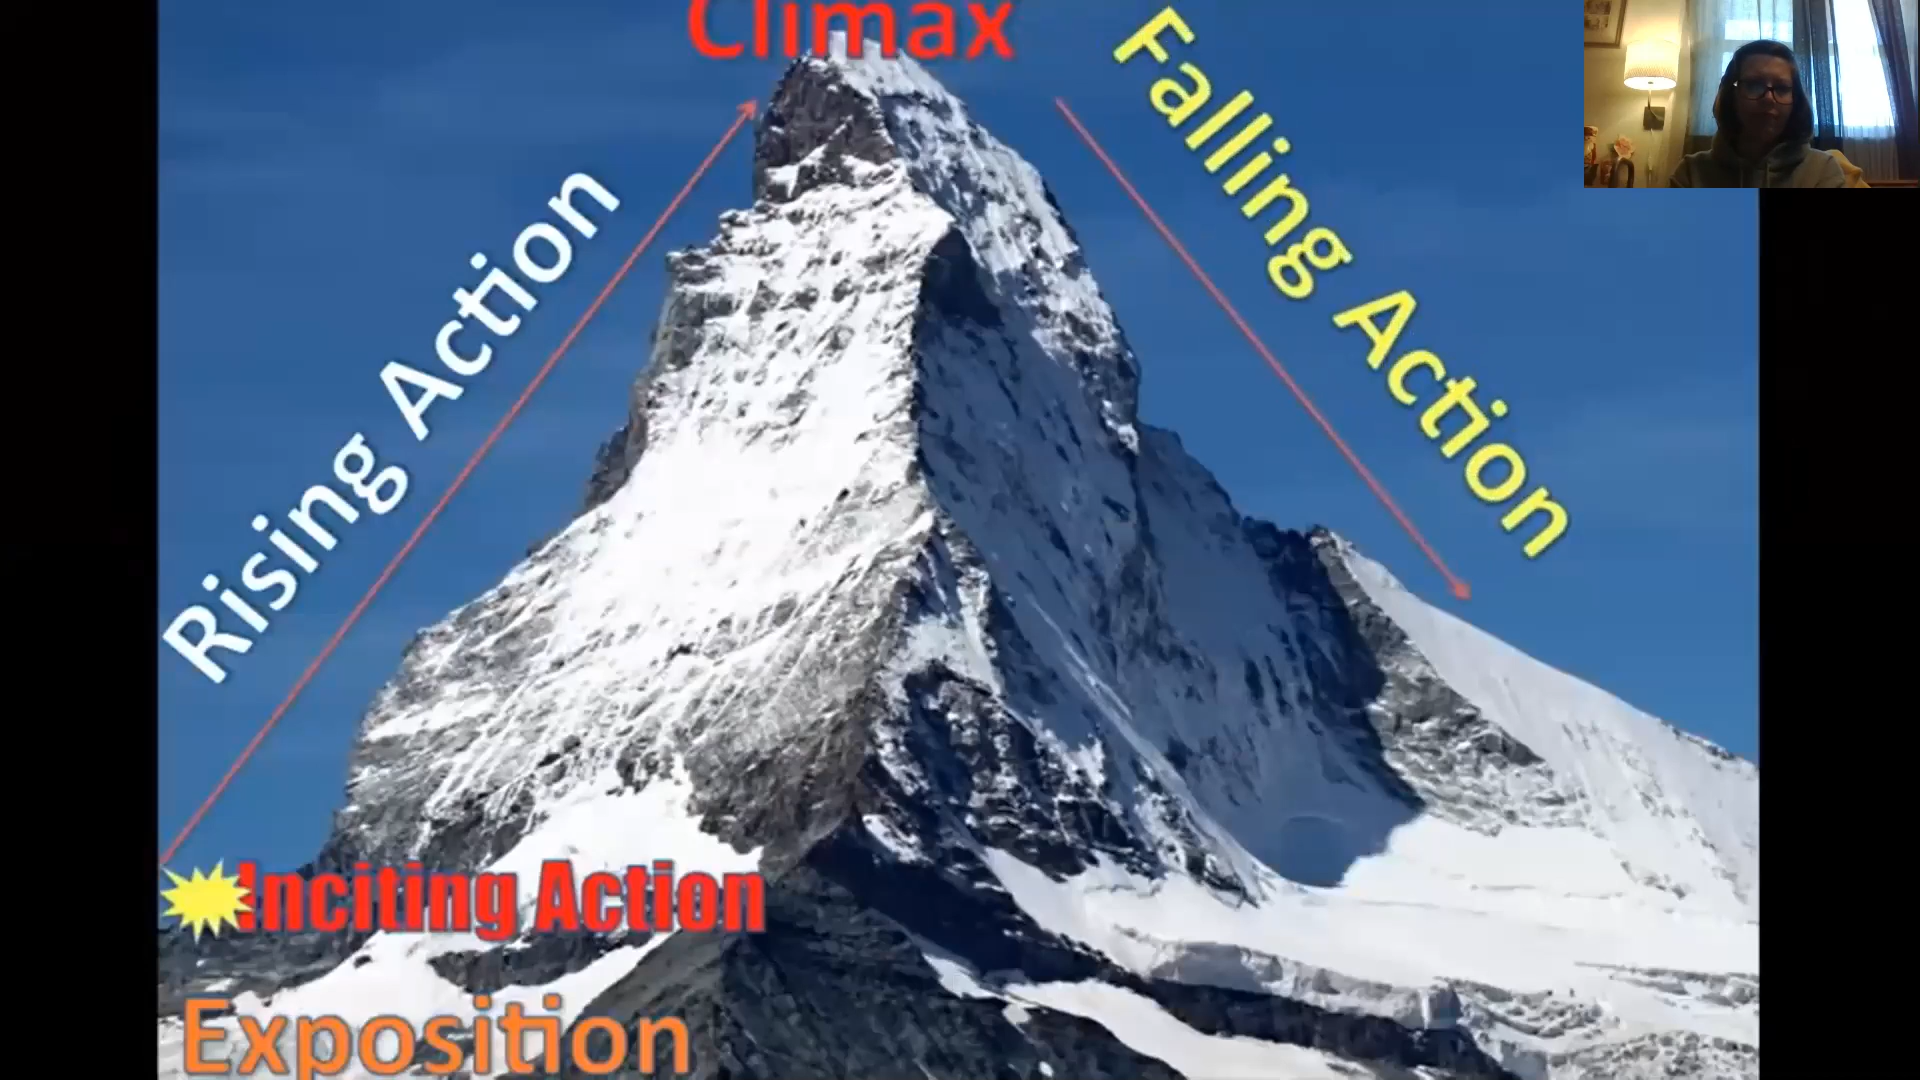 Climax
Falling Action
Rising Action
Inciting Action
Exposition